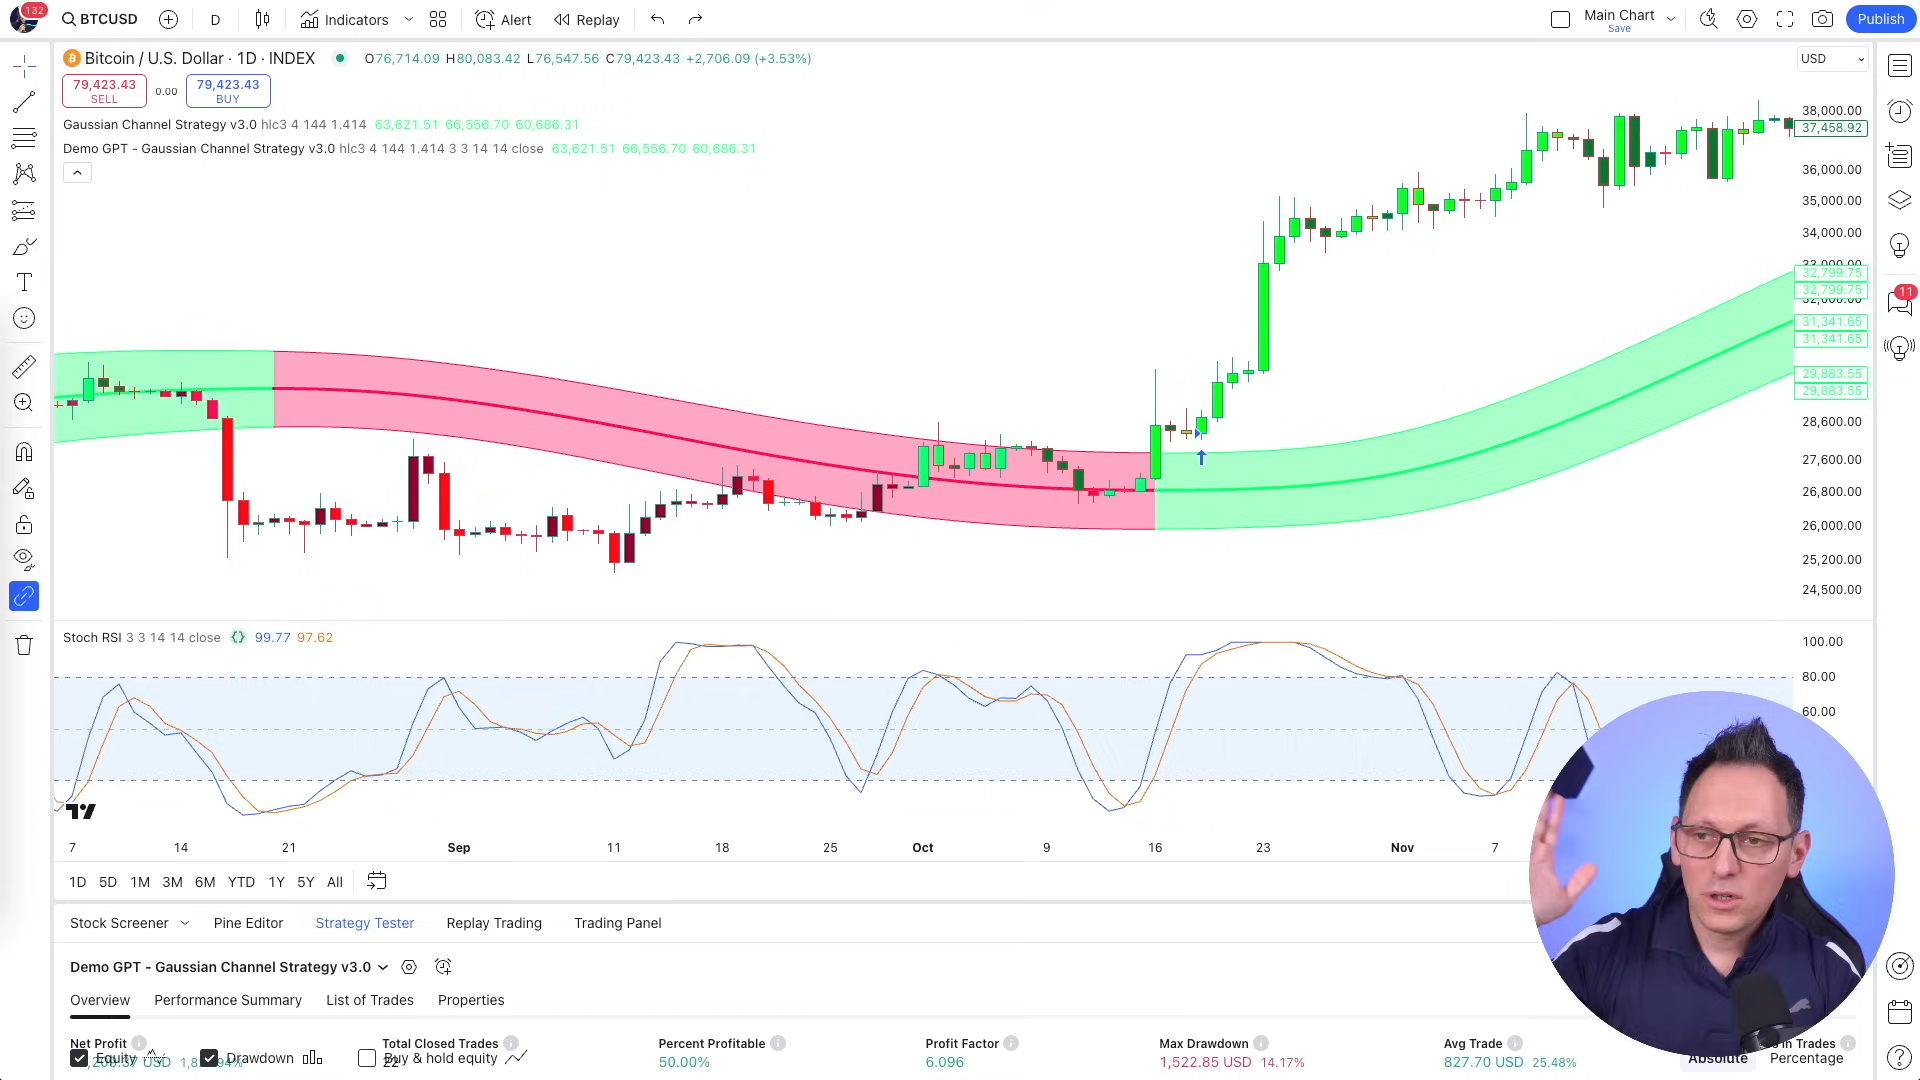 132
BTCUSD
D
Indicators
Alert
Replay
Main Chart
Save
Publish
Bitcoin / U.S. Dollar · 1D · INDEX
O76,714.09 H80,083.42 L76,547.56 C79,423.43 +2,706.09 (+3.53%)
USD
79,423.43
SELL
0.00
79,423.43
BUY
Gaussian Channel Strategy v3.0 hlc3 4 144 1.414 63,621.51 66,556.70 60,686.31
Demo GPT - Gaussian Channel Strategy v3.0 hlc3 4 144 1.414 3 3 14 14 close 63,621.51 66,556.70 60,686.31
38,000.00
37,458.92
36,000.00
35,000.00
34,000.00
33,000.00
32,799.75
32,799.75
32,000.00
31,341.65
31,341.65
29,883.55
29,883.55
28,600.00
27,600.00
26,800.00
26,000.00
25,200.00
24,500.00
11
Stoch RSI 3 3 14 14 close 99.77 97.62
100.00
80.00
60.00
7 14 21 Sep 11 18 25 Oct 9 16 23 Nov 7
1D 5D 1M 3M 6M YTD 1Y 5Y All
Stock Screener
Pine Editor
Strategy Tester
Replay Trading
Trading Panel
Demo GPT - Gaussian Channel Strategy v3.0
Overview
Performance Summary
List of Trades
Properties
Net Profit
Total Closed Trades
Percent Profitable
Profit Factor
Max Drawdown
Avg Trade
in Trades
Equity
Drawdown
Buy & hold equity
22
50.00%
6.096
1,522.85 USD 14.17%
827.70 USD 25.48%
Absolute
Percentage